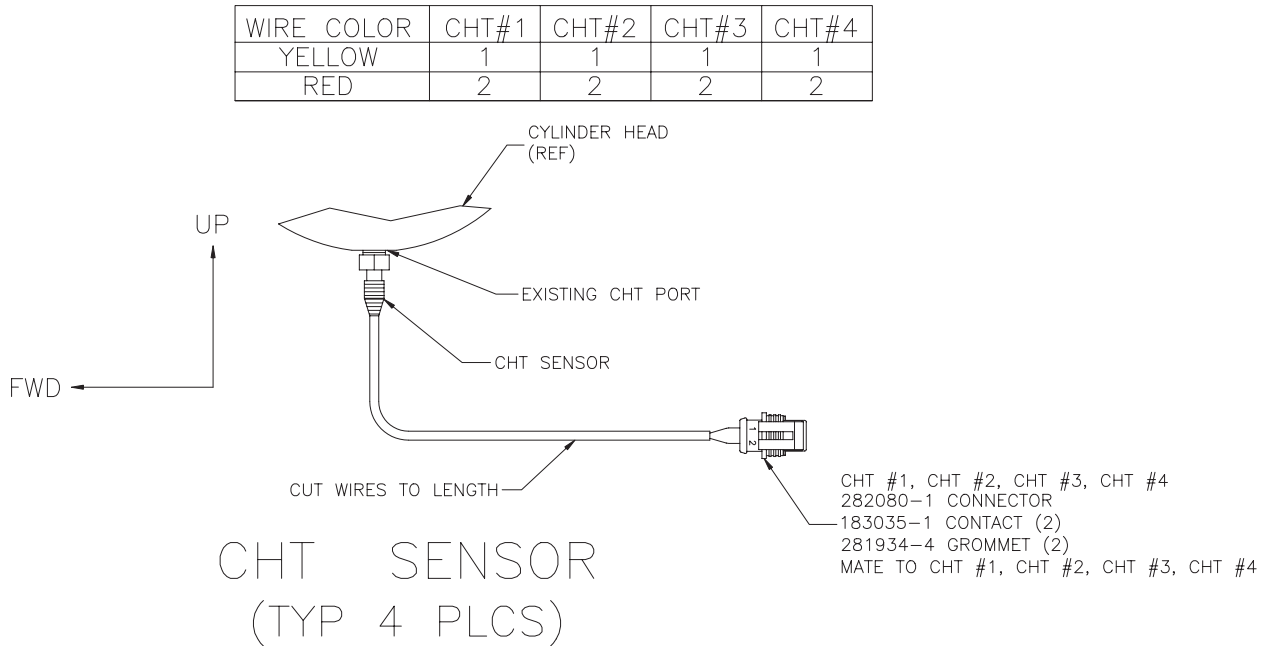 WIRE COLOR CHT#1 CHT#2 CHT#3 CHT#4
YELLOW 1 1 1 1
RED 2 2 2 2
CYLINDER HEAD
(REF)
UP
EXISTING CHT PORT
CHT SENSOR
FWD
1
2
CUT WIRES TO LENGTH
CHT #1, CHT #2, CHT #3, CHT #4
282080-1 CONNECTOR
183035-1 CONTACT (2)
281934-4 GROMMET (2)
MATE TO CHT #1, CHT #2, CHT #3, CHT #4
CHT SENSOR
(TYP 4 PLCS)